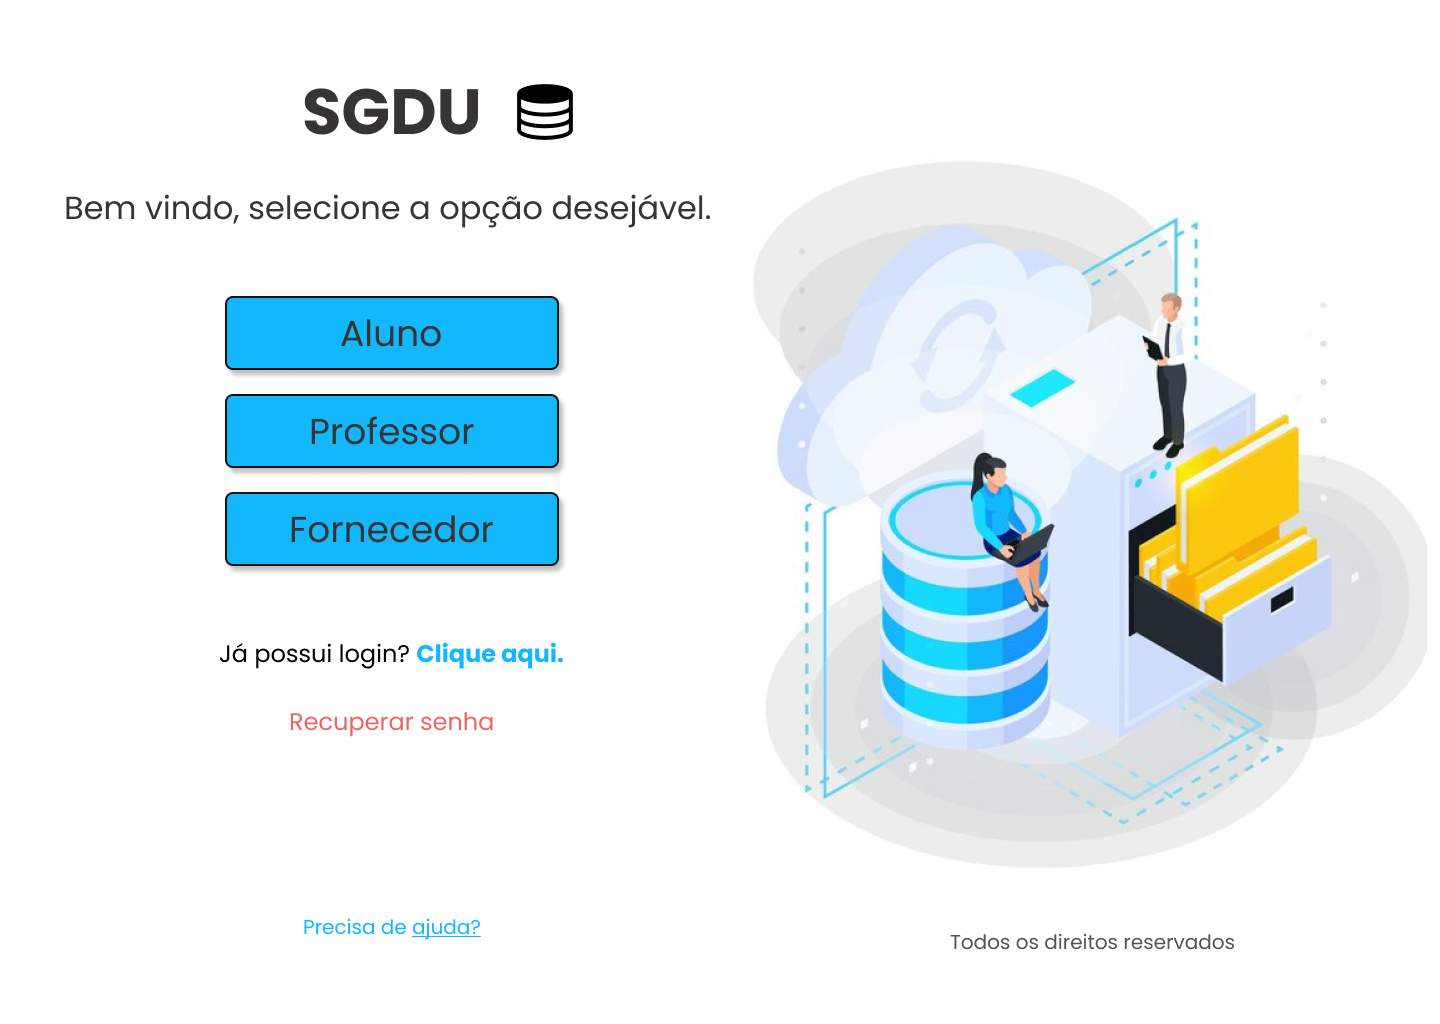 SGDU
Bem vindo, selecione a opção desejável.
Aluno
Professor
Fornecedor
Já possui login? Clique aqui.
Recuperar senha
Precisa de ajuda?
Todos os direitos reservados